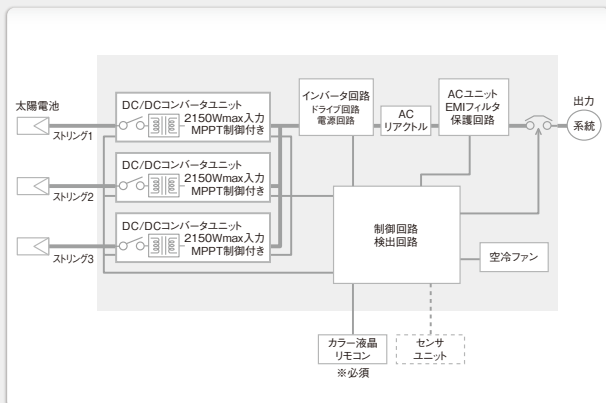 太陽電池
ストリング1
DC/DCコンバータユニット
2150Wmax入力
MPPT制御付き
ストリング2
DC/DCコンバータユニット
2150Wmax入力
MPPT制御付き
ストリング3
DC/DCコンバータユニット
2150Wmax入力
MPPT制御付き
インバータ回路
ドライブ回路
電源回路
AC
リアクトル
ACユニット
EMIフィルタ
保護回路
出力
系統
制御回路
検出回路
空冷ファン
カラー液晶
リモコン
※必須
センサ
ユニット